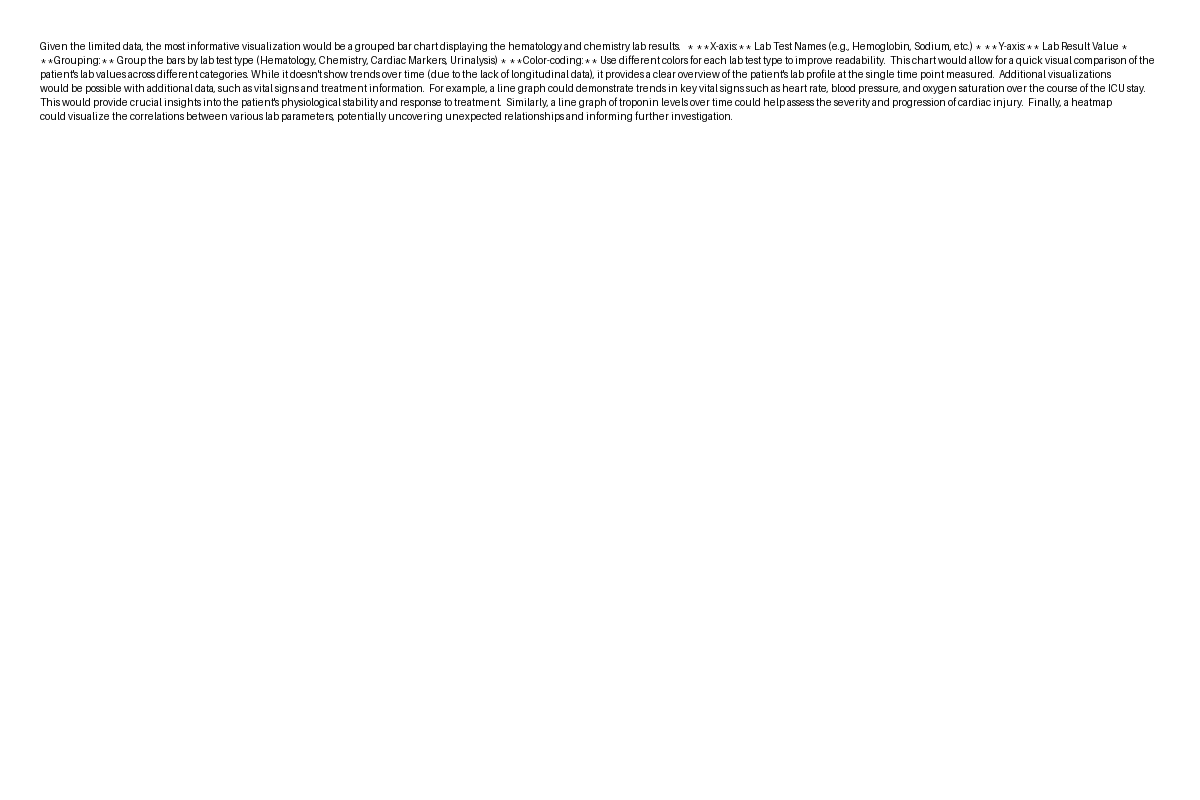 Given the limited data, the most informative visualization would be a grouped bar chart displaying the hematology and chemistry lab results.   * **X-axis:** Lab Test Names (e.g., Hemoglobin, Sodium, etc.) * **Y-axis:** Lab Result Value *
**Grouping:** Group the bars by lab test type (Hematology, Chemistry, Cardiac Markers, Urinalysis) * **Color-coding:** Use different colors for each lab test type to improve readability.  This chart would allow for a quick visual comparison of the
patient's lab values across different categories. While it doesn't show trends over time (due to the lack of longitudinal data), it provides a clear overview of the patient's lab profile at the single time point measured.  Additional visualizations
would be possible with additional data, such as vital signs and treatment information.  For example, a line graph could demonstrate trends in key vital signs such as heart rate, blood pressure, and oxygen saturation over the course of the ICU stay.
This would provide crucial insights into the patient's physiological stability and response to treatment.  Similarly, a line graph of troponin levels over time could help assess the severity and progression of cardiac injury.  Finally, a heatmap
could visualize the correlations between various lab parameters, potentially uncovering unexpected relationships and informing further investigation.